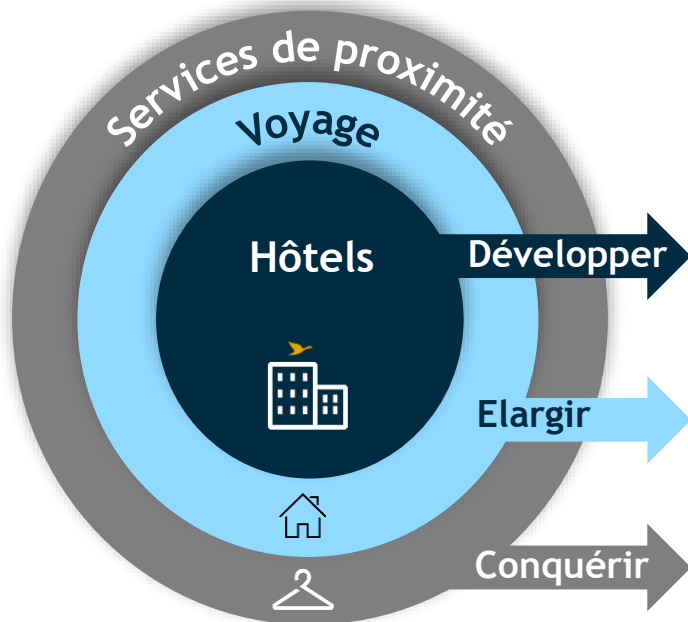 Services de proximité
Voyage
Hôtels
Développer
Elargir
Conquérir